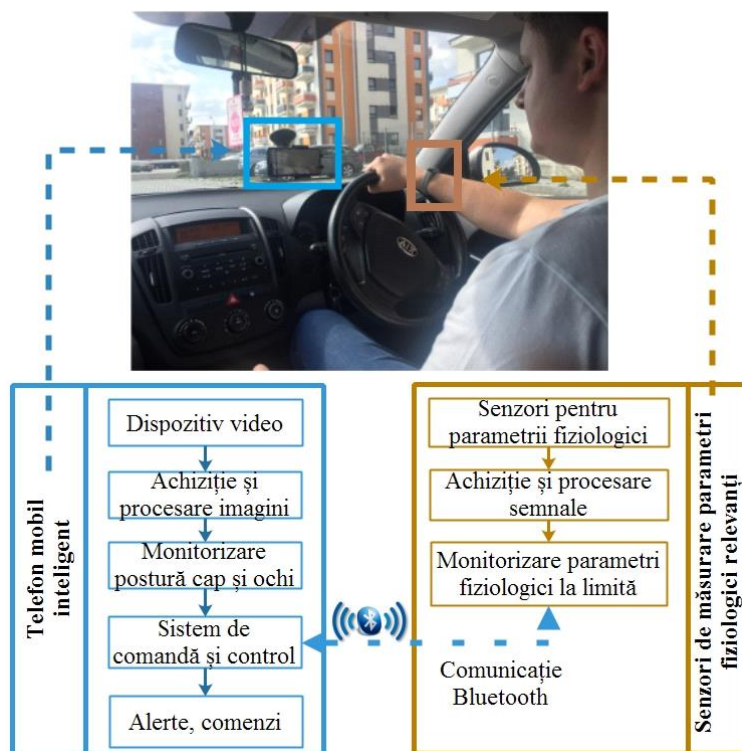 KIA
Telefon mobil
inteligent
Dispozitiv video
Achiziție și
procesare imagini
Monitorizare
postură cap și ochi
Sistem de
comandă și control
Alerte, comenzi
Senzori pentru
parametrii fiziologici
Achiziție și procesare
semnale
Monitorizare parametri
fiziologici la limită
Comunicație
Bluetooth
Senzori de măsurare parametri
fiziologici relevanți